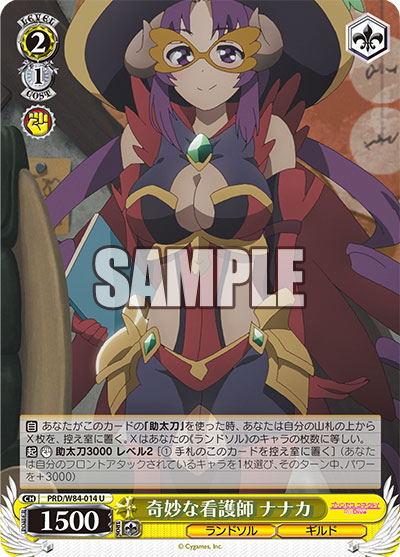 LEVEL
2
1
COST
SAMPLE
自 あなたがこのカードの「助太刀」を使った時、あなたは自分の山札の上から
X枚を、控え室に置く。Xはあなたの《ランドソル》のキャラの枚数に等しい。
起 助太刀3000 レベル2 [① 手札のこのカードを控え室に置く]（あなたは
自分のフロントアタックされているキャラを1枚選び、そのターン中、パワー
を+3000）
CH PRD/W84-014 U
1500
奇妙な看護師 ナナカ
ランドソル
ギルド
© Cygames, Inc.